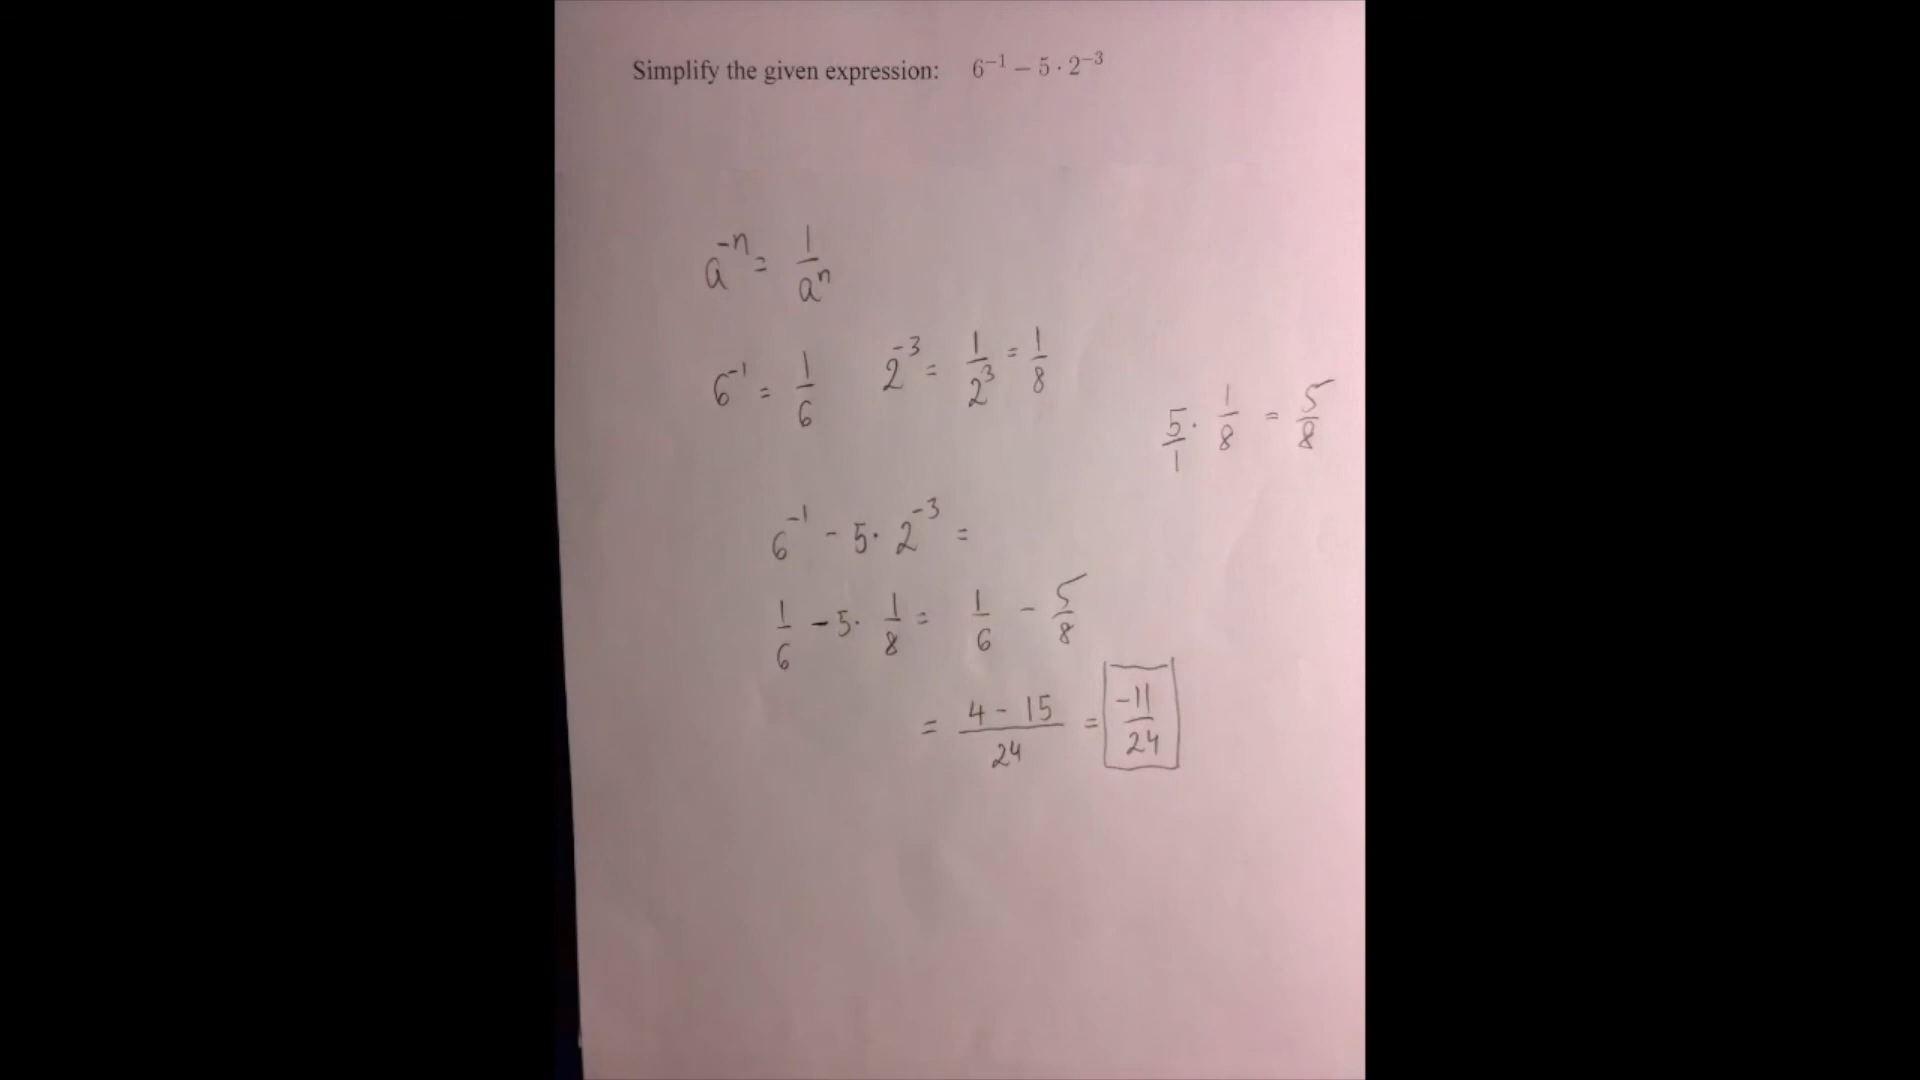 Simplify the given expression: 6⁻¹ − 5 · 2⁻³
a⁻ⁿ = 1/aⁿ
6⁻¹ = 1/6
2⁻³ = 1/2³ = 1/8
5/1 · 1/8 = 5/8
6⁻¹ - 5 · 2⁻³ =
1/6 - 5 · 1/8 = 1/6 - 5/8
= (4 - 15)/24 = -11/24